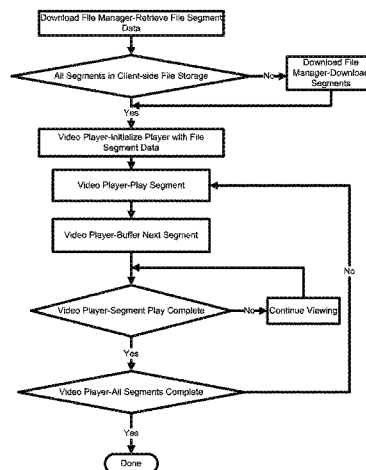 Download File Manager-Retrieve File Segment
Data
All Segments in Client-side File Storage
No
Download File
Manager-Download
Segments
Yes
Video Player-Initialize Player with File
Segment Data
Video Player-Play Segment
Video Player-Buffer Next Segment
No
Video Player-Segment Play Complete
No
Continue Viewing
Yes
Video Player-All Segments Complete
Yes
Done